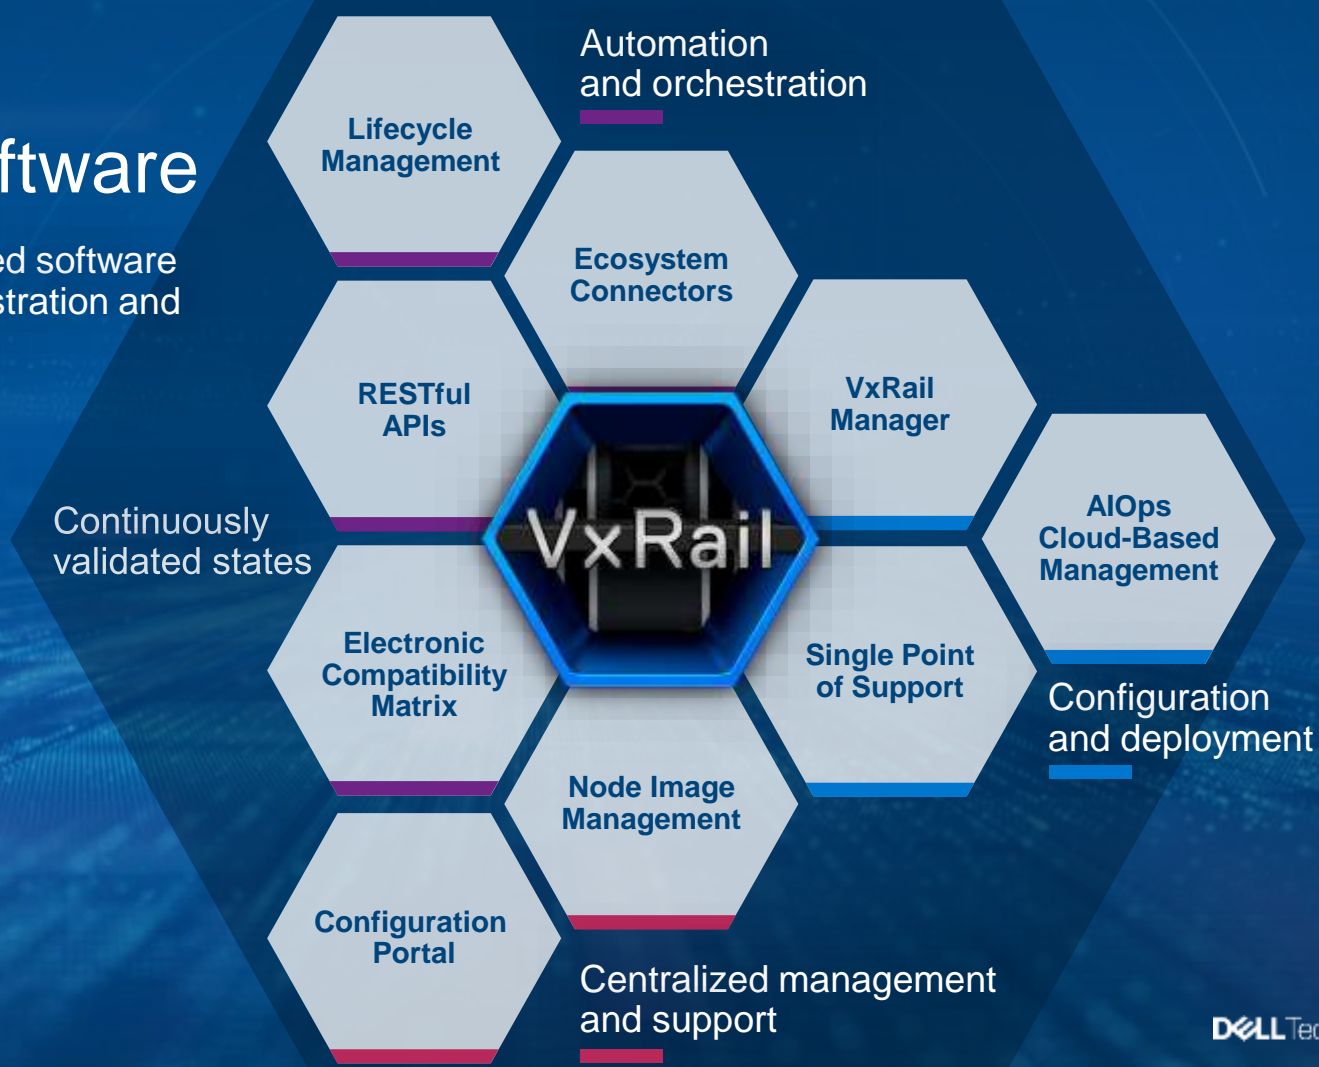 ftware
ed software
stration and
Automation
and orchestration
Lifecycle
Management
Ecosystem
Connectors
RESTful
APIs
VxRail
Manager
Continuously
validated states
VxRail
AIOps
Cloud-Based
Management
Electronic
Compatibility
Matrix
Single Point
of Support
Configuration
and deployment
Node Image
Management
Configuration
Portal
Centralized management
and support
DELL Tec